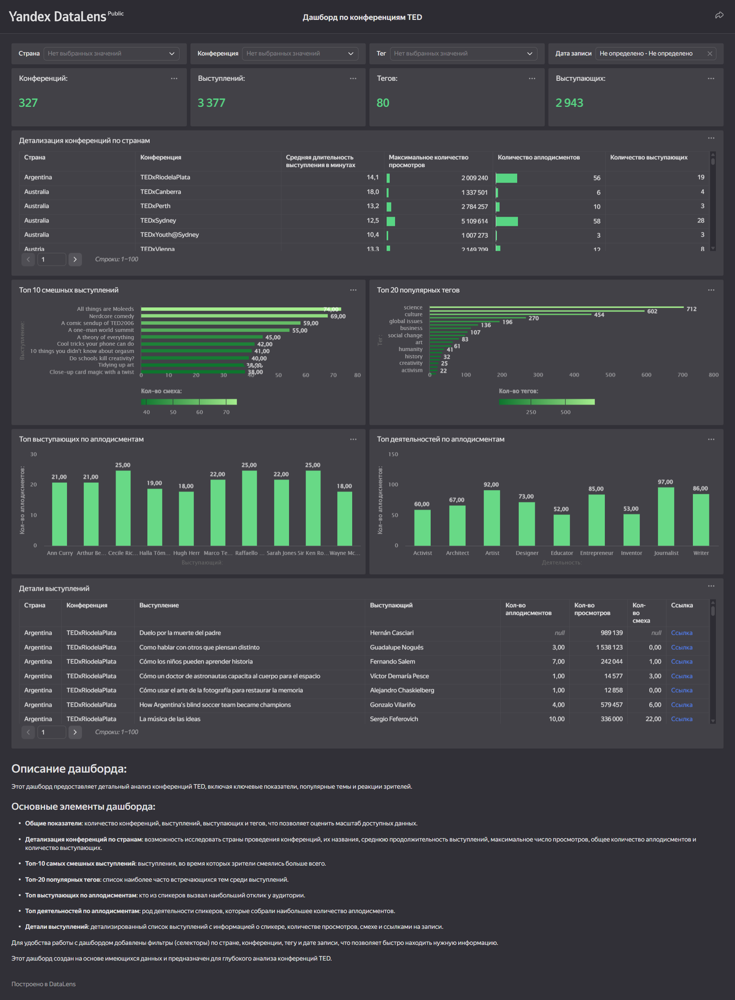 Yandex DataLens Public
Дашборд по конференциям TED
Страна Нет выбранных значений
Конференция Нет выбранных значений
Тег Нет выбранных значений
Дата записи Не определено - Не определено
Конференций:
327
Выступлений:
3 377
Тегов:
80
Выступающих:
2 943
Детализация конференций по странам
Страна Конференция Средняя длительность выступления в минутах Максимальное количество просмотров Количество аплодисментов Количество выступающих
Argentina TEDxRiodelaPlata 14,1 2 009 240 56 19
Australia TEDxCanberra 18,0 1 337 501 6 4
Australia TEDxPerth 13,2 2 784 257 10 3
Australia TEDxSydney 12,5 5 109 614 58 28
Australia TEDxYouth@Sydney 10,4 1 007 273 3 3
Austria TEDxVienna 13,3 2 149 709 12 8
1 Строки: 1–100
Топ 10 смешных выступлений
Выступление:
All things are Moleeds 74,00
Nerdcore comedy 69,00
A comic sendup of TED2006 59,00
A one-man world summit 55,00
A theory of everything 45,00
Cool tricks your phone can do 42,00
10 things you didn't know about orgasm 41,00
Do schools kill creativity? 40,00
Tidying up art 38,00
Close-up card magic with a twist 38,00
0 10 20 30 40 50 60 70 80
Кол-во смеха:
40 50 60 70
Топ 20 популярных тегов
Тег:
science 712
602
culture 454
270
global issues 196
136
business
107
social change
83
art
61
humanity 41
history 32
creativity 25
activism 22
0 100 200 300 400 500 600 700 800
Кол-во тегов:
250 500
Топ выступающих по аплодисментам
Кол-во аплодисментов:
30
20
10
0
21,00 21,00 25,00 19,00 18,00 22,00 25,00 22,00 25,00 18,00
Ann Curry Arthur Be... Cecile Ric... Halla Tóm... Hugh Herr Marco Te... Raffaello ... Sarah Jones Sir Ken Ro... Wayne Mc...
Выступающий:
Топ деятельностей по аплодисментам
Кол-во аплодисментов:
150
100
50
0
60,00 67,00 92,00 73,00 52,00 85,00 53,00 97,00 86,00
Activist Architect Artist Designer Educator Entrepreneur Inventor Journalist Writer
Деятельность:
Детали выступлений
Страна Конференция Выступление Выступающий Кол-во аплодисментов Кол-во просмотров Кол-во смеха Ссылка
Argentina TEDxRiodelaPlata Duelo por la muerte del padre Hernán Casciari null 989 139 null Ссылка
Argentina TEDxRiodelaPlata Como hablar con otros que piensan distinto Guadalupe Nogués 3,00 1 538 123 0,00 Ссылка
Argentina TEDxRiodelaPlata Cómo los niños pueden aprender historia Fernando Salem 7,00 242 044 1,00 Ссылка
Argentina TEDxRiodelaPlata Cómo un doctor de astronautas capacita al cuerpo para el espacio Víctor Demaría Pesce 1,00 14 577 3,00 Ссылка
Argentina TEDxRiodelaPlata Cómo usar el arte de la fotografía para restaurar la memoria Alejandro Chaskielberg 1,00 12 858 0,00 Ссылка
Argentina TEDxRiodelaPlata How Argentina's blind soccer team became champions Gonzalo Vilariño 4,00 579 457 6,00 Ссылка
Argentina TEDxRiodelaPlata La música de las ideas Sergio Feferovich 10,00 336 000 22,00 Ссылка
1 Строки: 1–100
Описание дашборда:
Этот дашборд предоставляет детальный анализ конференций TED, включая ключевые показатели, популярные темы и реакции зрителей.
Основные элементы дашборда:
• Общие показатели: количество конференций, выступлений, выступающих и тегов, что позволяет оценить масштаб доступных данных.
• Детализация конференций по странам: возможность исследовать страны проведения конференций, их названия, среднюю продолжительность выступлений, максимальное число просмотров, общее количество аплодисментов и
количество выступающих.
• Топ-10 самых смешных выступлений: выступления, во время которых зрители смеялись больше всего.
• Топ-20 популярных тегов: список наиболее часто встречающихся тем среди выступлений.
• Топ выступающих по аплодисментам: кто из спикеров вызвал наибольший отклик у аудитории.
• Топ деятельностей по аплодисментам: род деятельности спикеров, которые собрали наибольшее количество аплодисментов.
• Детали выступлений: детализированный список выступлений с информацией о спикере, количестве просмотров, смехе и ссылками на записи.
Для удобства работы с дашбордом добавлены фильтры (селекторы) по стране, конференции, тегу и дате записи, что позволяет быстро находить нужную информацию.
Этот дашборд создан на основе имеющихся данных и предназначен для глубокого анализа конференций TED.
Построено в DataLens